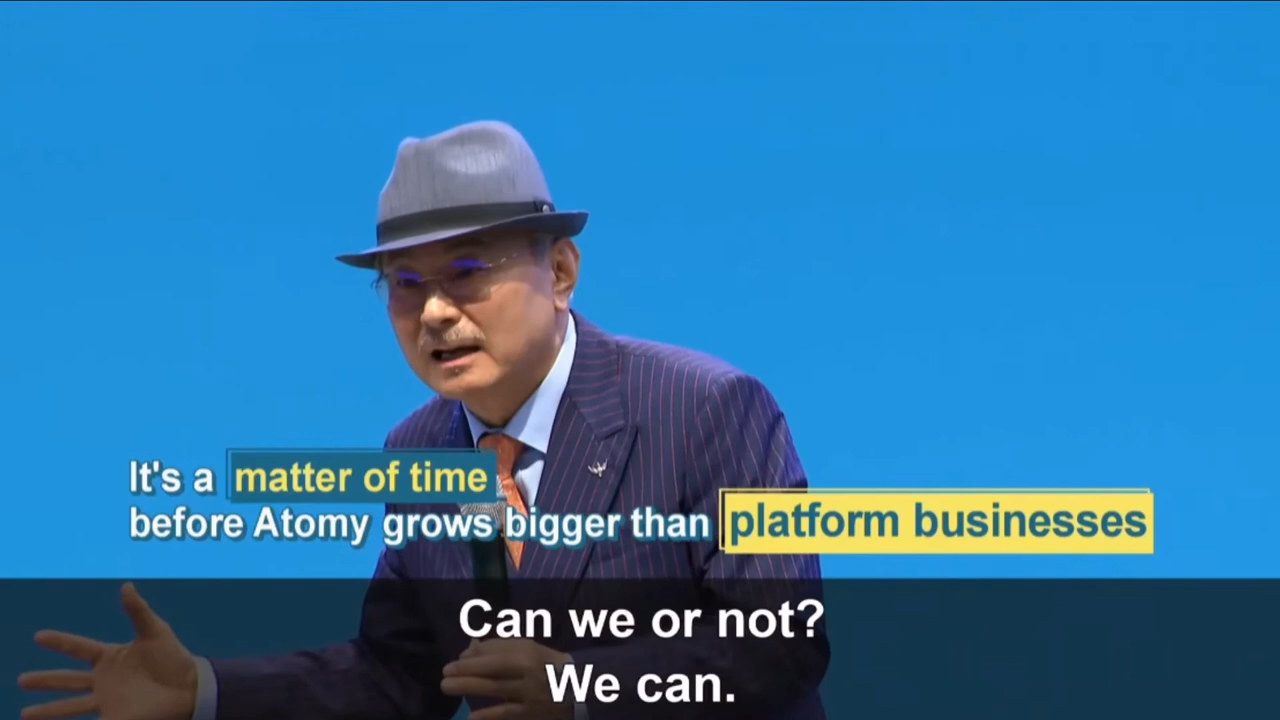 It's a matter of time
before Atomy grows bigger than platform businesses
Can we or not?
We can.